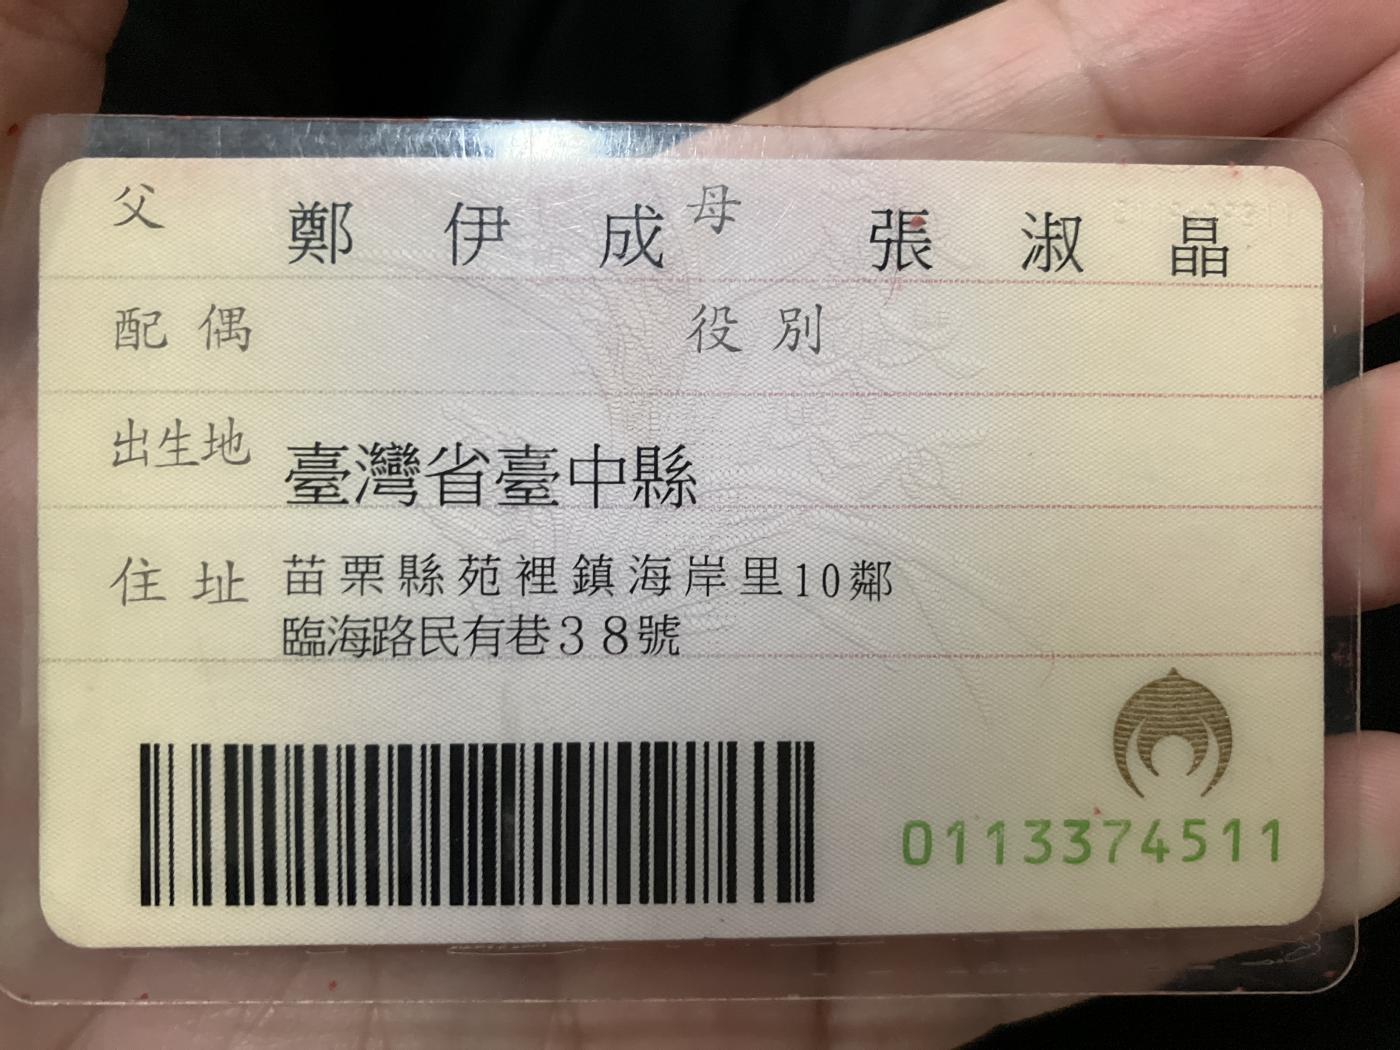 父 鄭伊成 母 張淑晶
配偶 役別
出生地 臺灣省臺中縣
住址 苗栗縣苑裡鎮海岸里10鄰
臨海路民有巷38號
0113374511